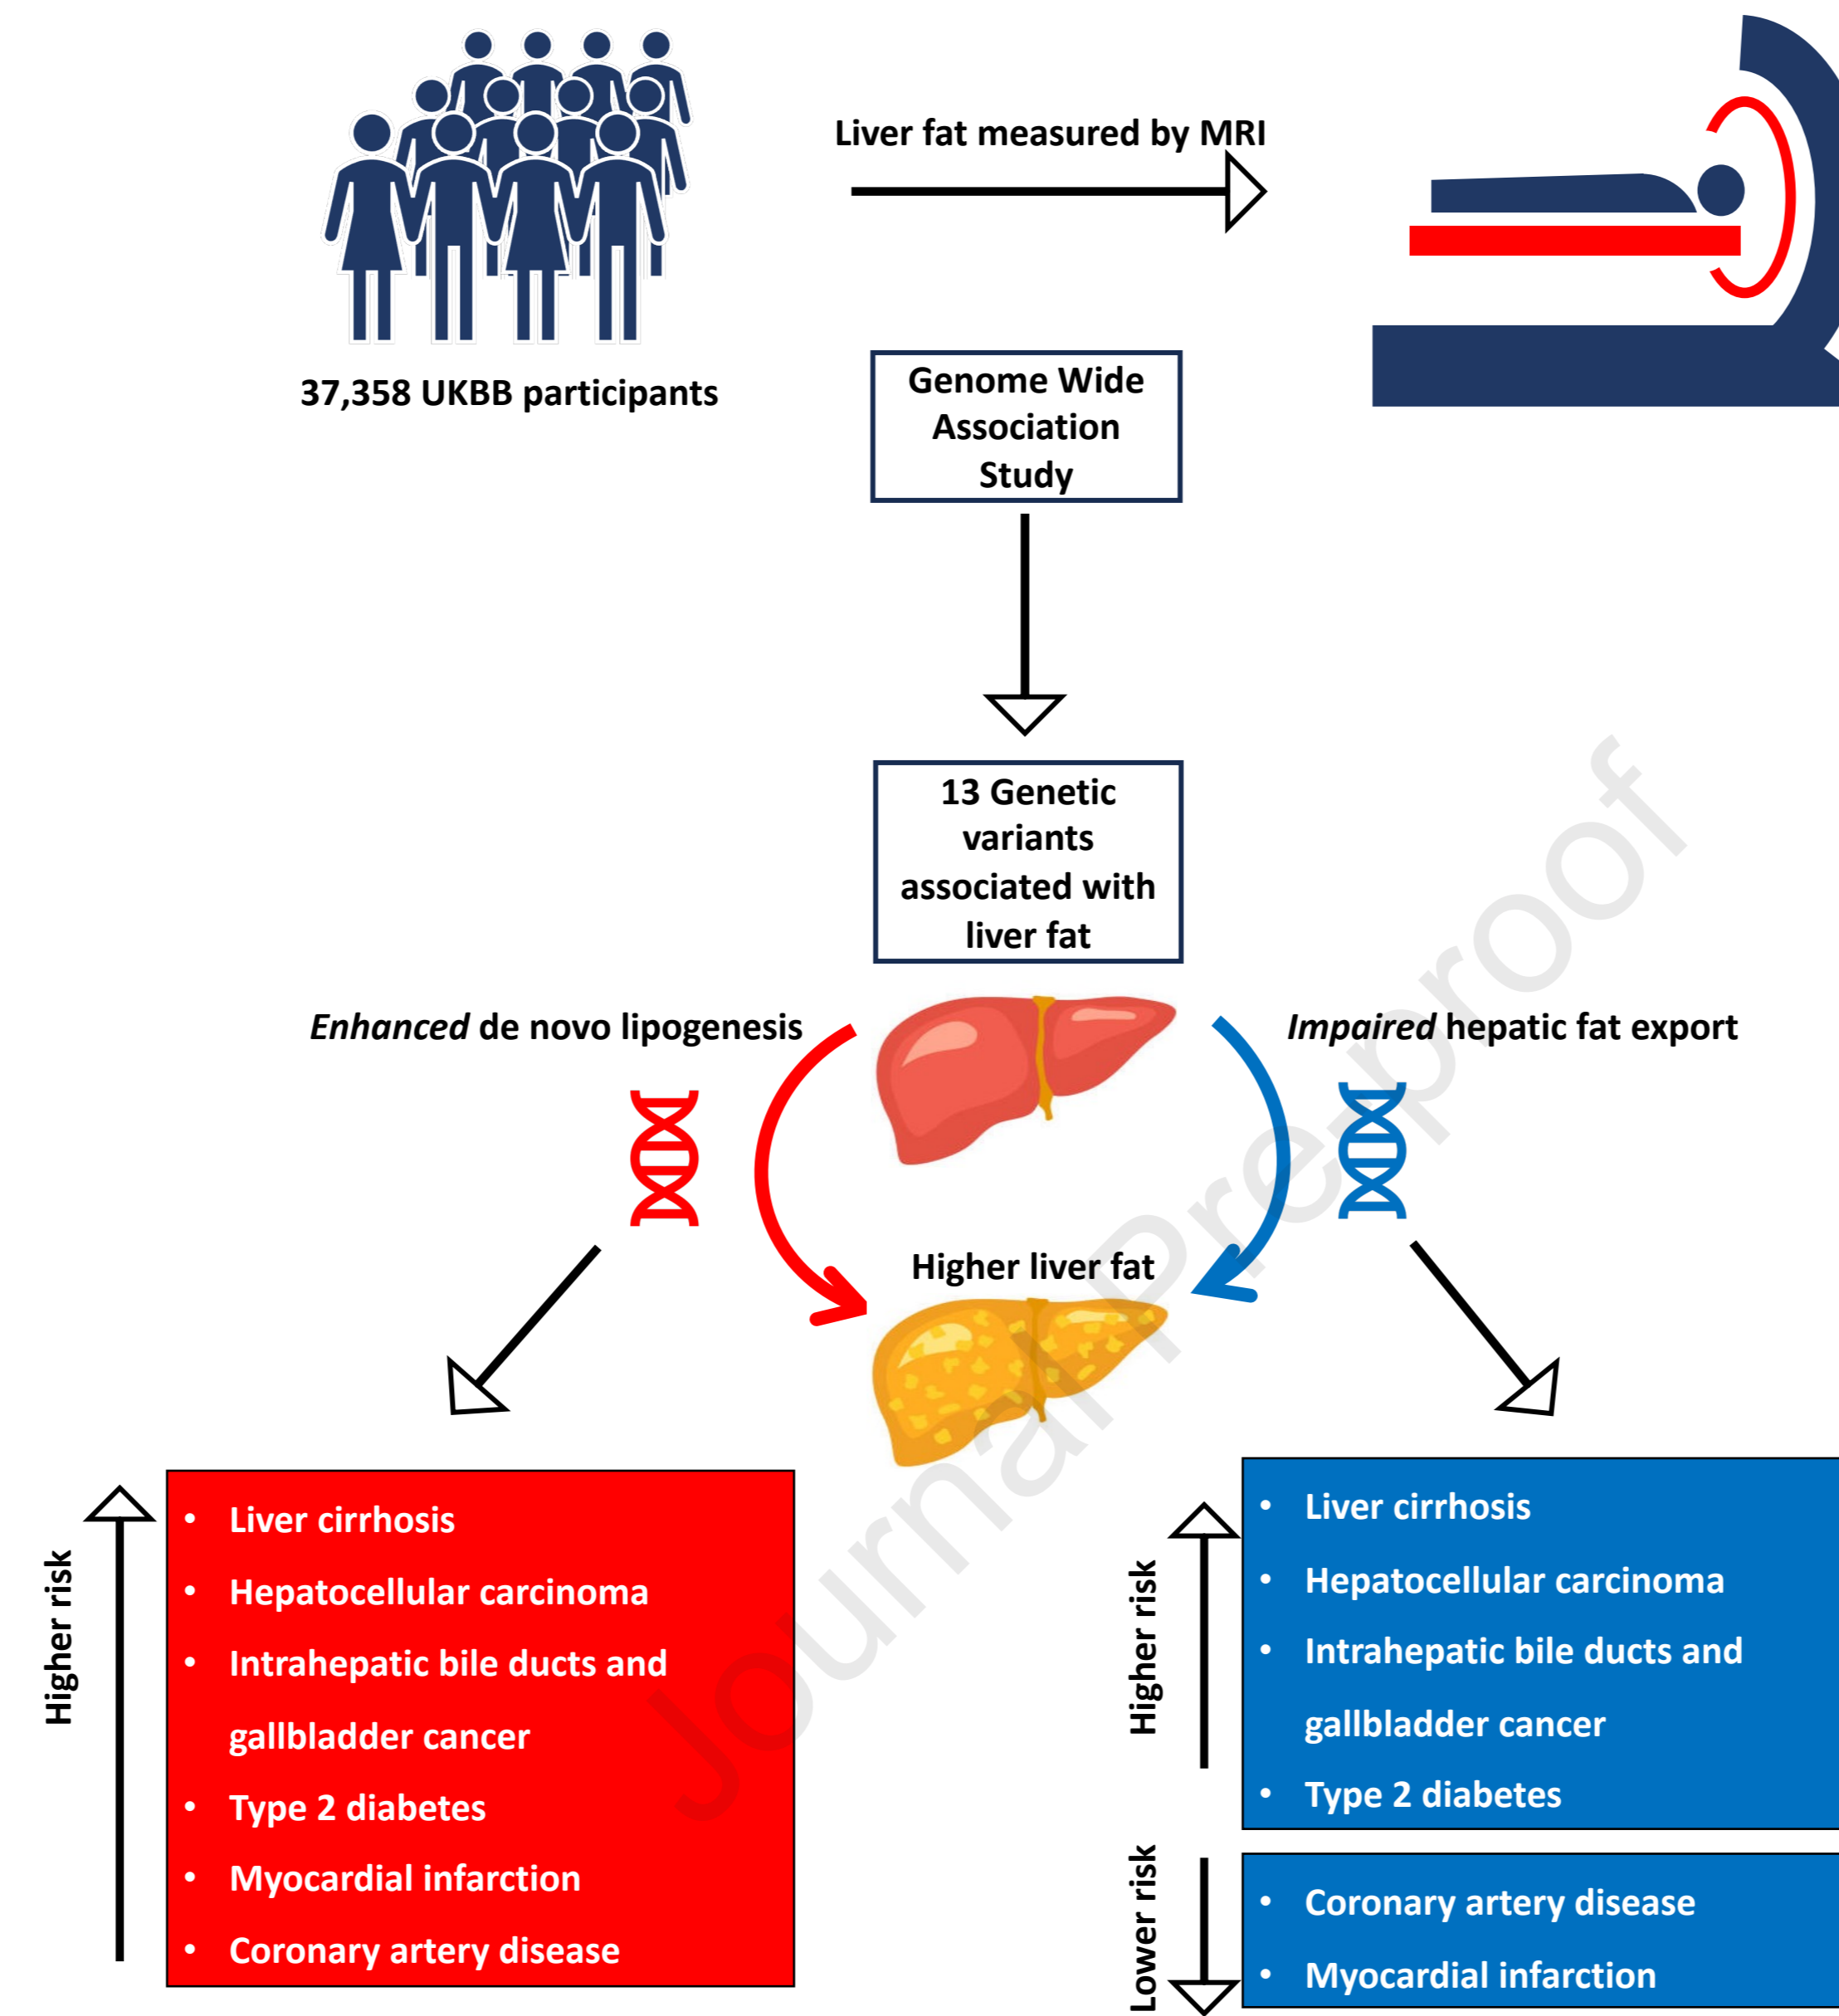 Liver fat measured by MRI
37,358 UKBB participants
Genome Wide
Association
Study
13 Genetic
variants
associated with
liver fat
Enhanced de novo lipogenesis
Impaired hepatic fat export
Higher liver fat
Higher risk
• Liver cirrhosis
• Hepatocellular carcinoma
• Intrahepatic bile ducts and
gallbladder cancer
• Type 2 diabetes
• Myocardial infarction
• Coronary artery disease
Higher risk
• Liver cirrhosis
• Hepatocellular carcinoma
• Intrahepatic bile ducts and
gallbladder cancer
• Type 2 diabetes
Lower risk
• Coronary artery disease
• Myocardial infarction
Journal Pre-proof